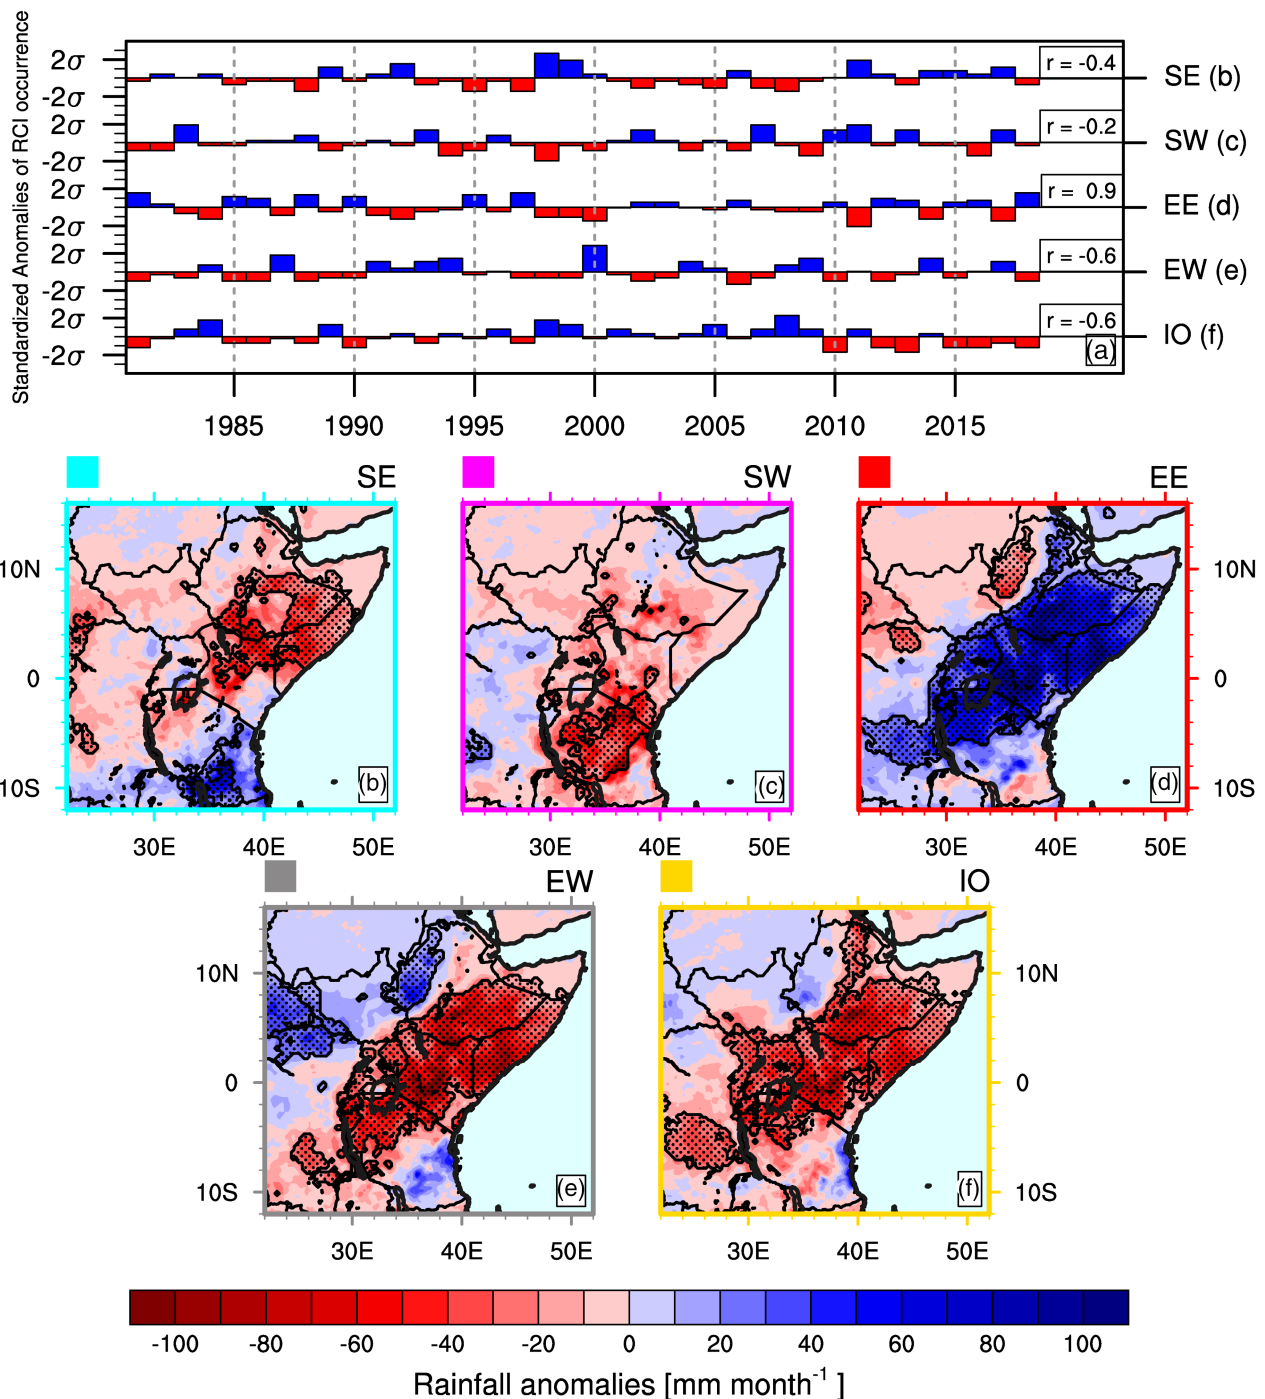 Standardized Anomalies of RCI occurrence
2σ
-2σ
r = -0.4
SE (b)
2σ
-2σ
r = -0.2
SW (c)
2σ
-2σ
r = 0.9
EE (d)
2σ
-2σ
r = -0.6
EW (e)
2σ
-2σ
r = -0.6
IO (f)
(a)
1985 1990 1995 2000 2005 2010 2015
SE SW EE
10N 10N
0 0
10S 10S
(b) (c) (d)
30E 40E 50E 30E 40E 50E 30E 40E 50E
EW IO
10N 10N
0 0
10S 10S
(e) (f)
30E 40E 50E 30E 40E 50E
-100 -80 -60 -40 -20 0 20 40 60 80 100
Rainfall anomalies [mm month⁻¹ ]